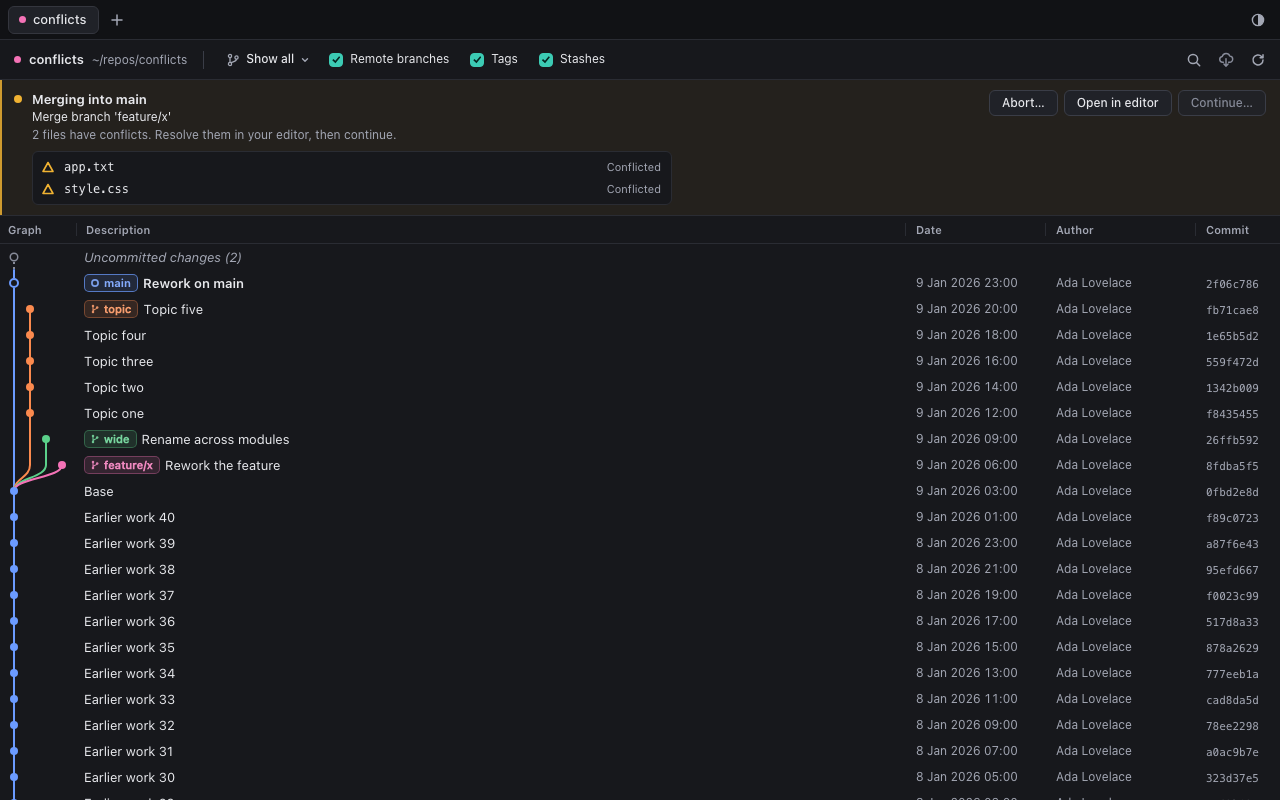 conflicts
conflicts ~/repos/conflicts Show all Remote branches Tags Stashes
Merging into main
Merge branch 'feature/x'
2 files have conflicts. Resolve them in your editor, then continue.
Abort... Open in editor Continue...
app.txt Conflicted
style.css Conflicted
Graph Description Date Author Commit
Uncommitted changes (2)
main Rework on main 9 Jan 2026 23:00 Ada Lovelace 2f06c786
topic Topic five 9 Jan 2026 20:00 Ada Lovelace fb71cae8
Topic four 9 Jan 2026 18:00 Ada Lovelace 1e65b5d2
Topic three 9 Jan 2026 16:00 Ada Lovelace 559f472d
Topic two 9 Jan 2026 14:00 Ada Lovelace 1342b009
Topic one 9 Jan 2026 12:00 Ada Lovelace f8435455
wide Rename across modules 9 Jan 2026 09:00 Ada Lovelace 26ffb592
feature/x Rework the feature 9 Jan 2026 06:00 Ada Lovelace 8fdba5f5
Base 9 Jan 2026 03:00 Ada Lovelace 0fbd2e8d
Earlier work 40 9 Jan 2026 01:00 Ada Lovelace f89c0723
Earlier work 39 8 Jan 2026 23:00 Ada Lovelace a87f6e43
Earlier work 38 8 Jan 2026 21:00 Ada Lovelace 95efd667
Earlier work 37 8 Jan 2026 19:00 Ada Lovelace f0023c99
Earlier work 36 8 Jan 2026 17:00 Ada Lovelace 517d8a33
Earlier work 35 8 Jan 2026 15:00 Ada Lovelace 878a2629
Earlier work 34 8 Jan 2026 13:00 Ada Lovelace 777eeb1a
Earlier work 33 8 Jan 2026 11:00 Ada Lovelace cad8da5d
Earlier work 32 8 Jan 2026 09:00 Ada Lovelace 78ee2298
Earlier work 31 8 Jan 2026 07:00 Ada Lovelace a0ac9b7e
Earlier work 30 8 Jan 2026 05:00 Ada Lovelace 323d37e5